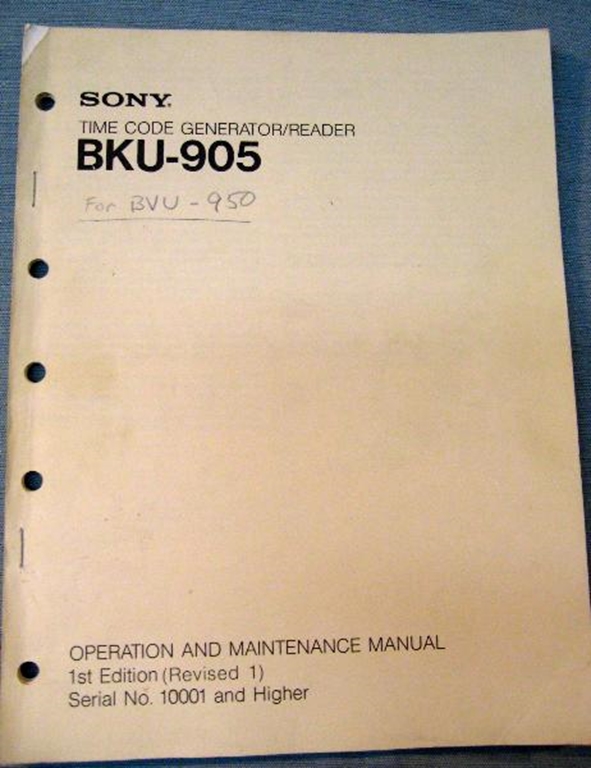 SONY.
TIME CODE GENERATOR/READER
BKU-905
For BVU-950
OPERATION AND MAINTENANCE MANUAL
1st Edition (Revised 1)
Serial No. 10001 and Higher